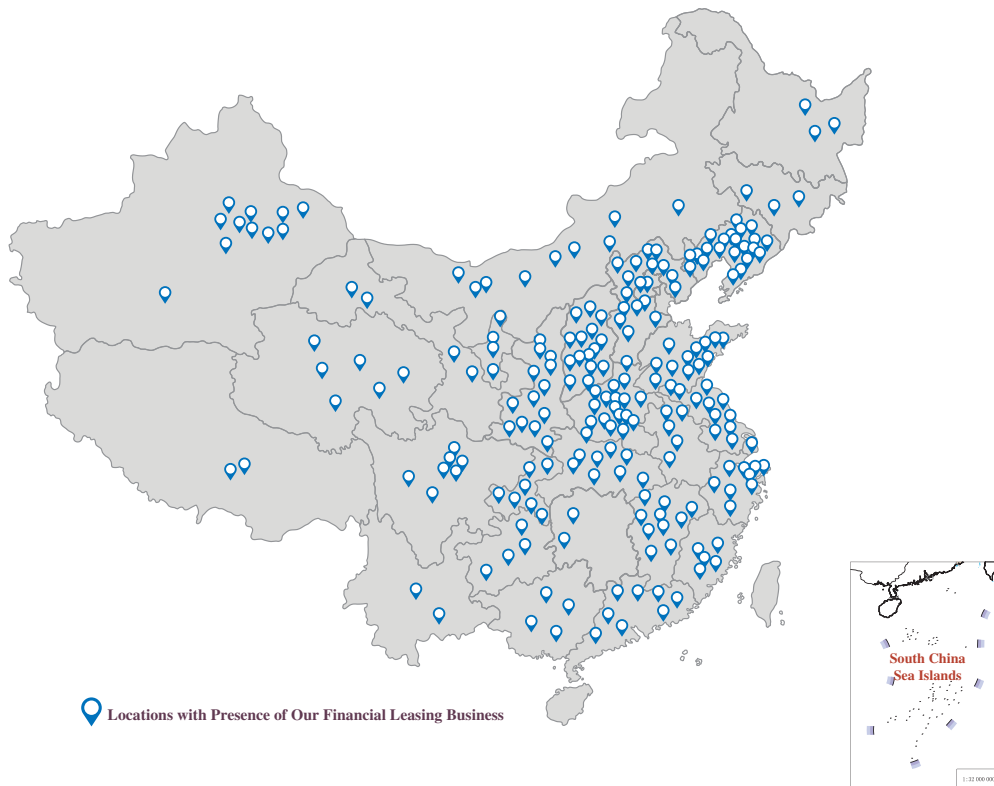 South China
Sea Islands
Locations with Presence of Our Financial Leasing Business